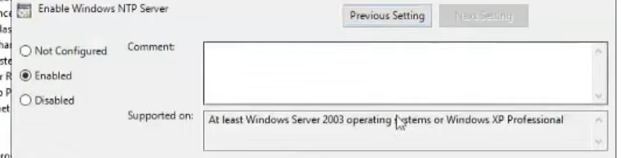 Enable Windows NTP Server
Previous Setting
Next Setting
Not Configured
Comment:
Enabled
Disabled
Supported on:
At least Windows Server 2003 operating systems or Windows XP Professional